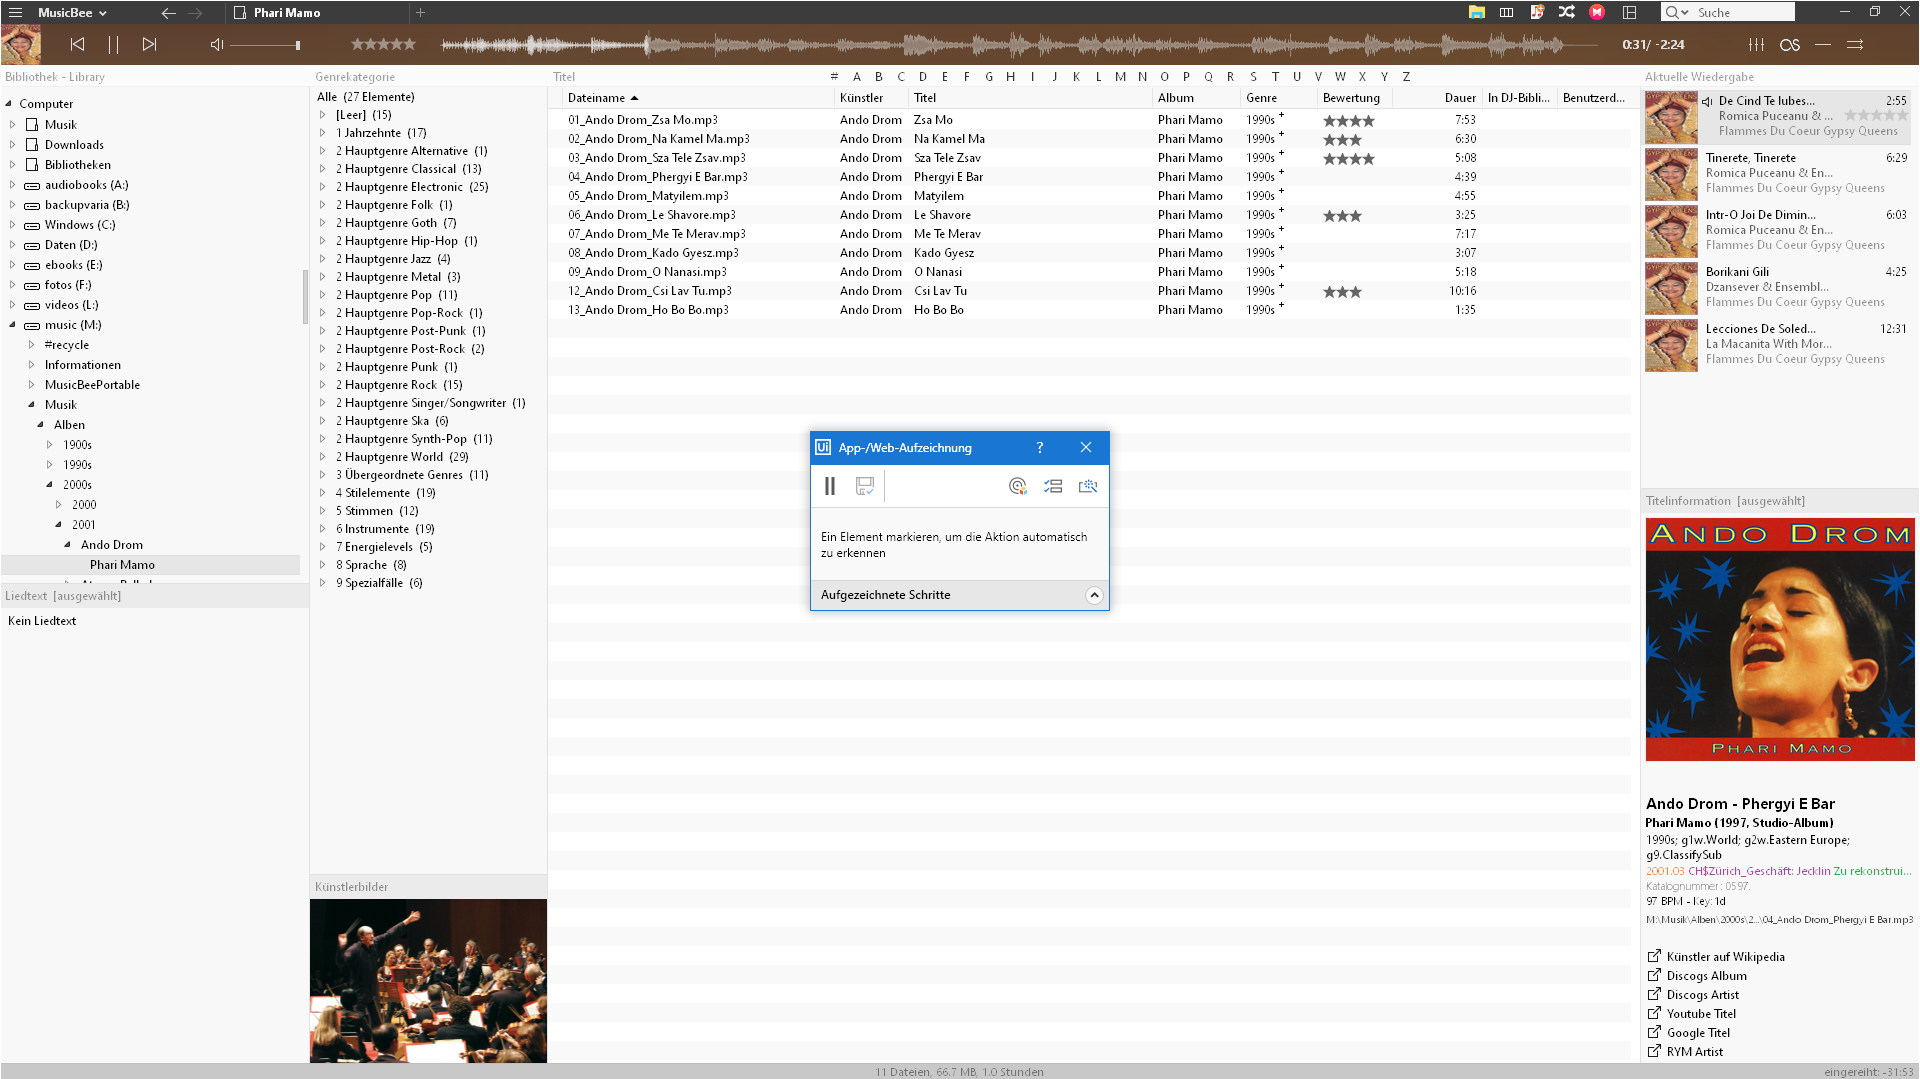 MusicBee
Phari Mamo
Suche
0:31/ -2:24
Bibliothek - Library
Computer
Musik
Downloads
Bibliotheken
audiobooks (A:)
backupvaria (B:)
Windows (C:)
Daten (D:)
ebooks (E:)
fotos (F:)
videos (L:)
music (M:)
#recycle
Informationen
MusicBeePortable
Musik
Alben
1900s
1990s
2000s
2000
2001
Ando Drom
Phari Mamo
Liedtext [ausgewählt]
Kein Liedtext
Genrekategorie
Alle (27 Elemente)
[Leer] (15)
1 Jahrzehnte (17)
2 Hauptgenre Alternative (1)
2 Hauptgenre Classical (13)
2 Hauptgenre Electronic (25)
2 Hauptgenre Folk (1)
2 Hauptgenre Goth (7)
2 Hauptgenre Hip-Hop (1)
2 Hauptgenre Jazz (4)
2 Hauptgenre Metal (3)
2 Hauptgenre Pop (11)
2 Hauptgenre Pop-Rock (1)
2 Hauptgenre Post-Punk (1)
2 Hauptgenre Post-Rock (2)
2 Hauptgenre Punk (1)
2 Hauptgenre Rock (15)
2 Hauptgenre Singer/Songwriter (1)
2 Hauptgenre Ska (6)
2 Hauptgenre Synth-Pop (11)
2 Hauptgenre World (29)
3 Übergeordnete Genres (11)
4 Stilelemente (19)
5 Stimmen (12)
6 Instrumente (19)
7 Energielevels (5)
8 Sprache (8)
9 Spezialfälle (6)
Künstlerbilder
Titel # A B C D E F G H I J K L M N O P Q R S T U V W X Y Z
Dateiname Künstler Titel Album Genre Bewertung Dauer In DJ-Bibli... Benutzerd...
01_Ando Drom_Zsa Mo.mp3 Ando Drom Zsa Mo Phari Mamo 1990s + ★★★★ 7:53
02_Ando Drom_Na Kamel Ma.mp3 Ando Drom Na Kamel Ma Phari Mamo 1990s + ★★★ 6:30
03_Ando Drom_Sza Tele Zsav.mp3 Ando Drom Sza Tele Zsav Phari Mamo 1990s + ★★★★ 5:08
04_Ando Drom_Phergyi E Bar.mp3 Ando Drom Phergyi E Bar Phari Mamo 1990s + 4:39
05_Ando Drom_Matyilem.mp3 Ando Drom Matyilem Phari Mamo 1990s + 4:55
06_Ando Drom_Le Shavore.mp3 Ando Drom Le Shavore Phari Mamo 1990s + ★★★ 3:25
07_Ando Drom_Me Te Merav.mp3 Ando Drom Me Te Merav Phari Mamo 1990s + 7:17
08_Ando Drom_Kado Gyesz.mp3 Ando Drom Kado Gyesz Phari Mamo 1990s + 3:07
09_Ando Drom_O Nanasi.mp3 Ando Drom O Nanasi Phari Mamo 1990s + 5:18
12_Ando Drom_Csi Lav Tu.mp3 Ando Drom Csi Lav Tu Phari Mamo 1990s + ★★★ 10:16
13_Ando Drom_Ho Bo Bo.mp3 Ando Drom Ho Bo Bo Phari Mamo 1990s + 1:35
Ui App-/Web-Aufzeichnung ?
Ein Element markieren, um die Aktion automatisch
zu erkennen
Aufgezeichnete Schritte
Aktuelle Wiedergabe
De Cind Te Iubes... 2:55
Romica Puceanu & ...
Flammes Du Coeur Gypsy Queens
Tinerete, Tinerete 6:29
Romica Puceanu & En...
Flammes Du Coeur Gypsy Queens
Intr-O Joi De Dimin... 6:03
Romica Puceanu & En...
Flammes Du Coeur Gypsy Queens
Borikani Gili 4:25
Dzansever & Ensembl...
Flammes Du Coeur Gypsy Queens
Lecciones De Soled... 12:31
La Macanita With Mor...
Flammes Du Coeur Gypsy Queens
Titelinformation [ausgewählt]
ANDO DROM
PHARI MAMO
Ando Drom - Phergyi E Bar
Phari Mamo (1997, Studio-Album)
1990s; g1w.World; g2w.Eastern Europe;
g9.ClassifySub
2001.03 CH$Zürich_Geschäft: Jecklin Zu rekonstrui...
Katalognummer: 0597.
97 BPM - Key: 1d
M:\Musik\Alben\2000s\2...\04_Ando Drom_Phergyi E Bar.mp3
Künstler auf Wikipedia
Discogs Album
Discogs Artist
Youtube Titel
Google Titel
RYM Artist
11 Dateien, 66.7 MB, 1.0 Stunden
eingereiht: -31:53